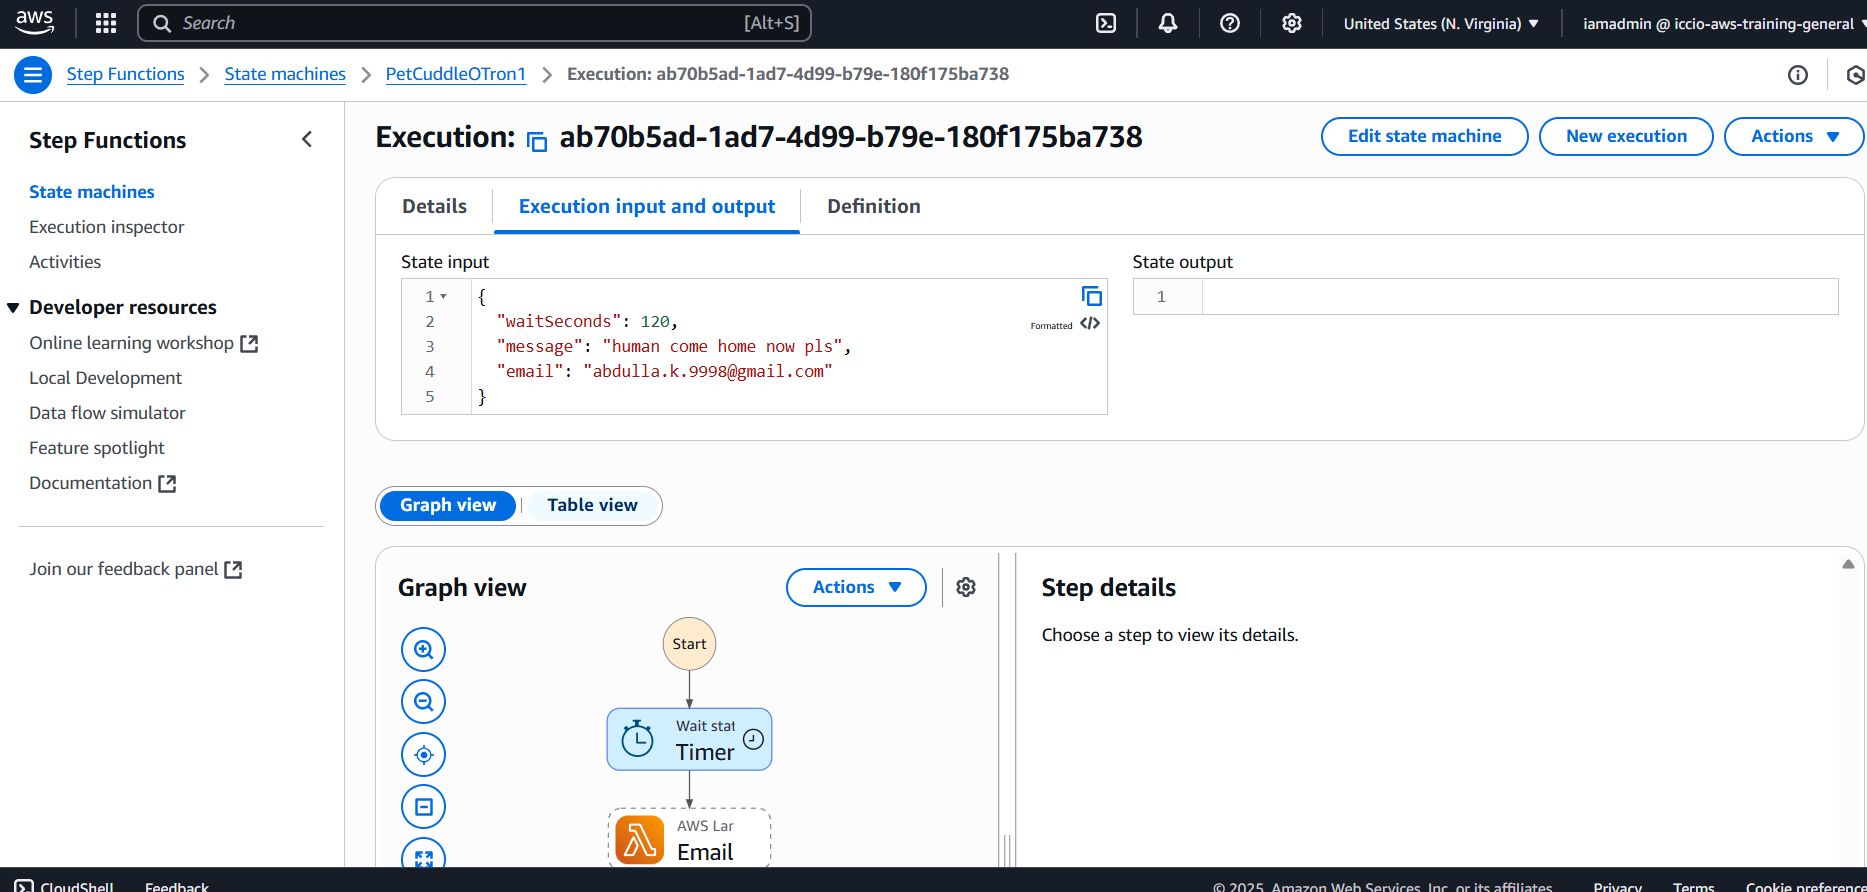 aws
Search
[Alt+S]
United States (N. Virginia)
iamadmin @ iccio-aws-training-general
Step Functions
State machines
PetCuddleOTron1
Execution: ab70b5ad-1ad7-4d99-b79e-180f175ba738
Step Functions
State machines
Execution inspector
Activities
Developer resources
Online learning workshop
Local Development
Data flow simulator
Feature spotlight
Documentation
Join our feedback panel
Execution: ab70b5ad-1ad7-4d99-b79e-180f175ba738
Edit state machine
New execution
Actions
Details
Execution input and output
Definition
State input
1 {
2 "waitSeconds": 120,
3 "message": "human come home now pls",
4 "email": "abdulla.k.9998@gmail.com"
5 }
Formatted
State output
1
Graph view
Table view
Graph view
Actions
Start
Wait stat
Timer
AWS Lar
Email
Step details
Choose a step to view its details.
CloudShell
Feedback
© 2025, Amazon Web Services, Inc. or its affiliates.
Privacy
Terms
Cookie preference